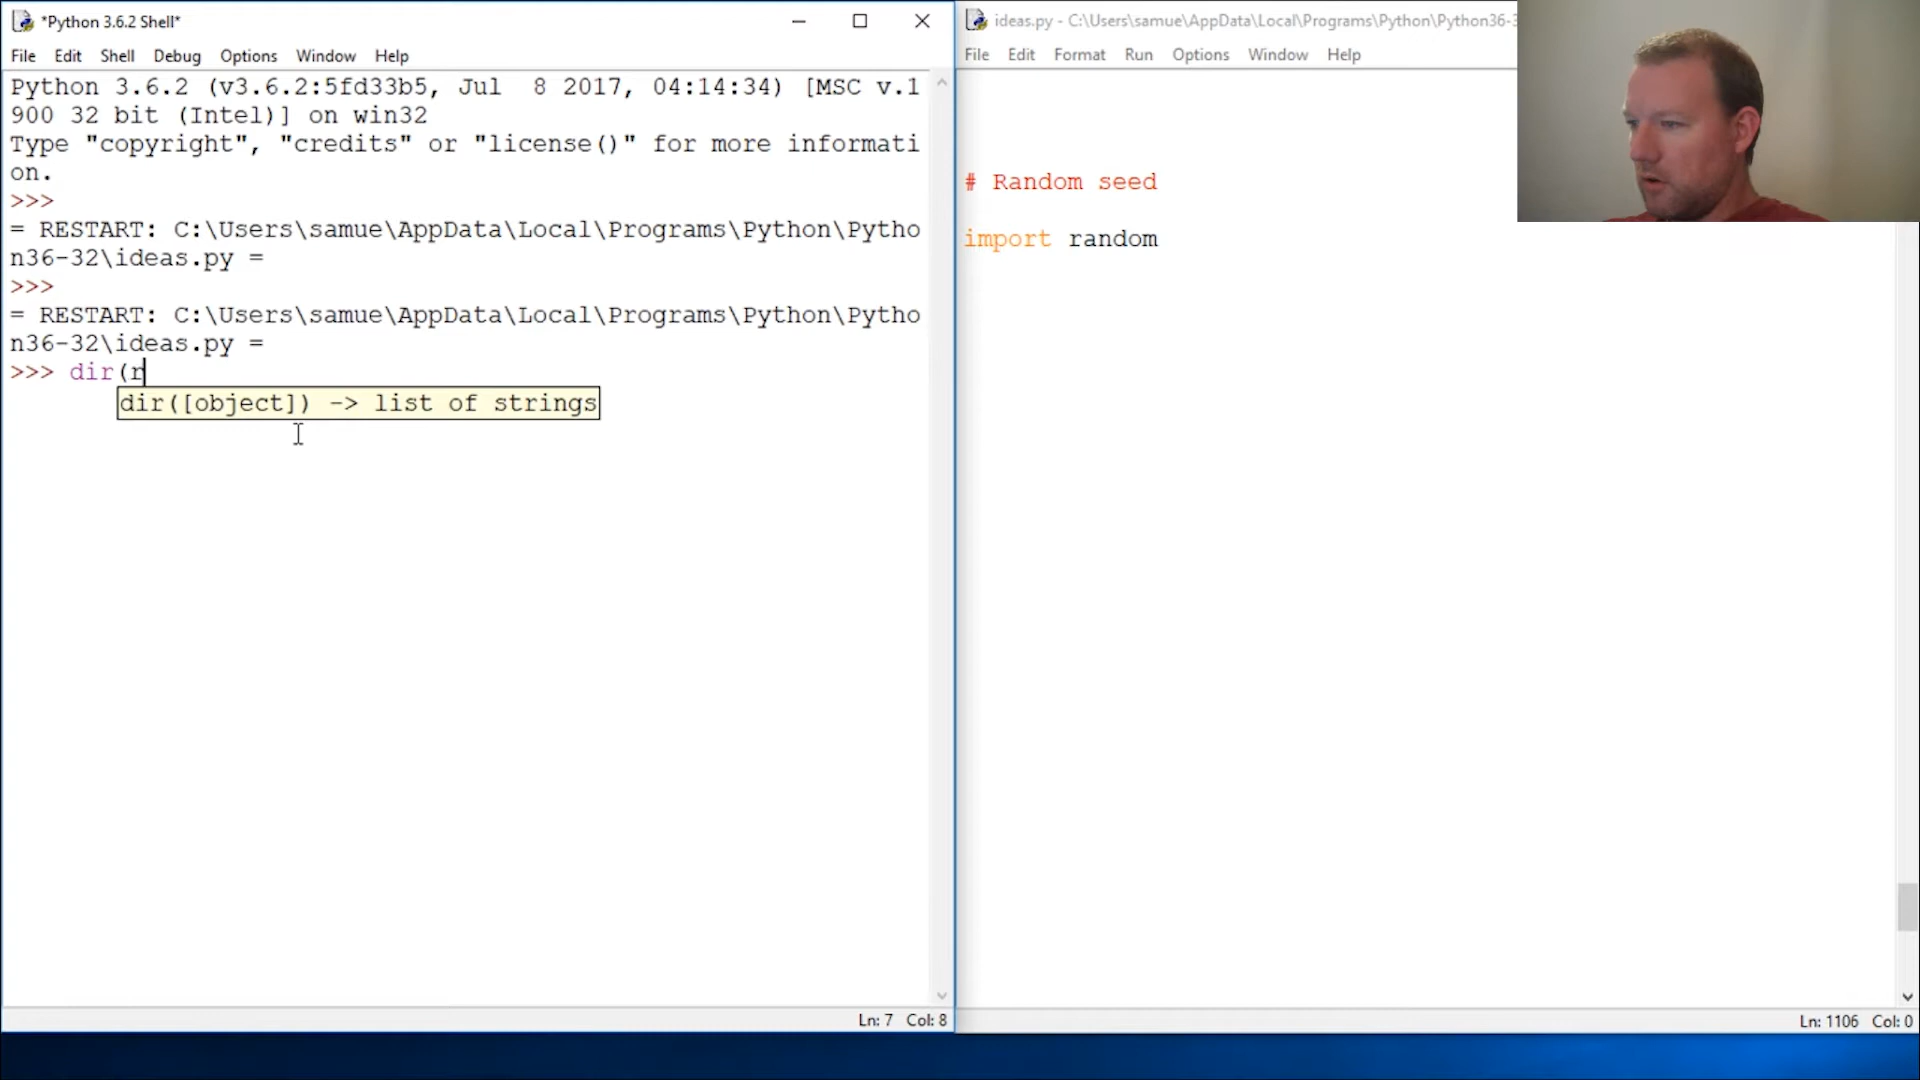 *Python 3.6.2 Shell*
File Edit Shell Debug Options Window Help
Python 3.6.2 (v3.6.2:5fd33b5, Jul  8 2017, 04:14:34) [MSC v.1
900 32 bit (Intel)] on win32
Type "copyright", "credits" or "license()" for more informati
on.
>>>
= RESTART: C:\Users\samue\AppData\Local\Programs\Python\Pytho
n36-32\ideas.py =
>>>
= RESTART: C:\Users\samue\AppData\Local\Programs\Python\Pytho
n36-32\ideas.py =
>>> dir(r
dir([object]) -> list of strings
Ln: 7 Col: 8
ideas.py - C:\Users\samue\AppData\Local\Programs\Python\Python36-3
File Edit Format Run Options Window Help
# Random seed
import random
Ln: 1106 Col: 0